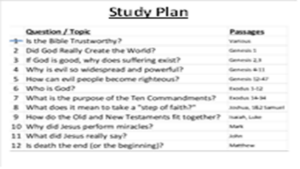 Study Plan
Question / Topic Passages
1 Is the Bible Trustworthy? Various
2 Did God Really Create the World? Genesis 1
3 If God is good, why does suffering exist? Genesis 2,3
4 Why is evil so widespread and powerful? Genesis 4-11
5 How can evil people become righteous? Genesis 12-47
6 Who is God? Exodus 1-12
7 What is the purpose of the Ten Commandments? Exodus 14-34
8 What does it mean to take a "step of faith?" Joshua, 1&2 Samuel
9 How do the Old and New Testaments fit together? Isaiah, Luke
10 Why did Jesus perform miracles? Mark
11 What did Jesus really say? John
12 Is death the end (or the beginning)? Matthew